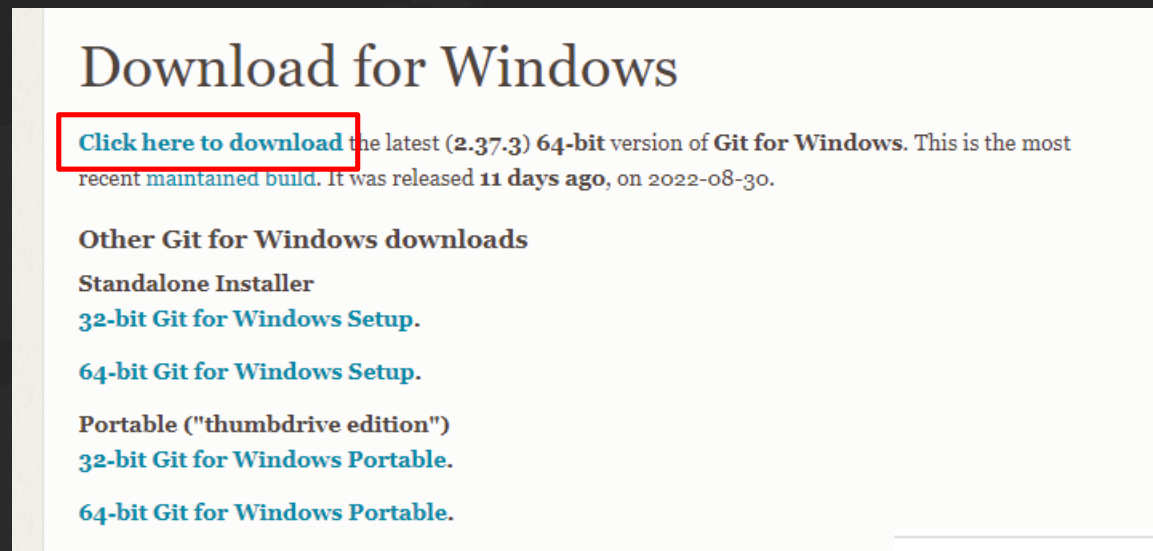 Download for Windows
Click here to download the latest (2.37.3) 64-bit version of Git for Windows. This is the most
recent maintained build. It was released 11 days ago, on 2022-08-30.
Other Git for Windows downloads
Standalone Installer
32-bit Git for Windows Setup.
64-bit Git for Windows Setup.
Portable ("thumbdrive edition")
32-bit Git for Windows Portable.
64-bit Git for Windows Portable.